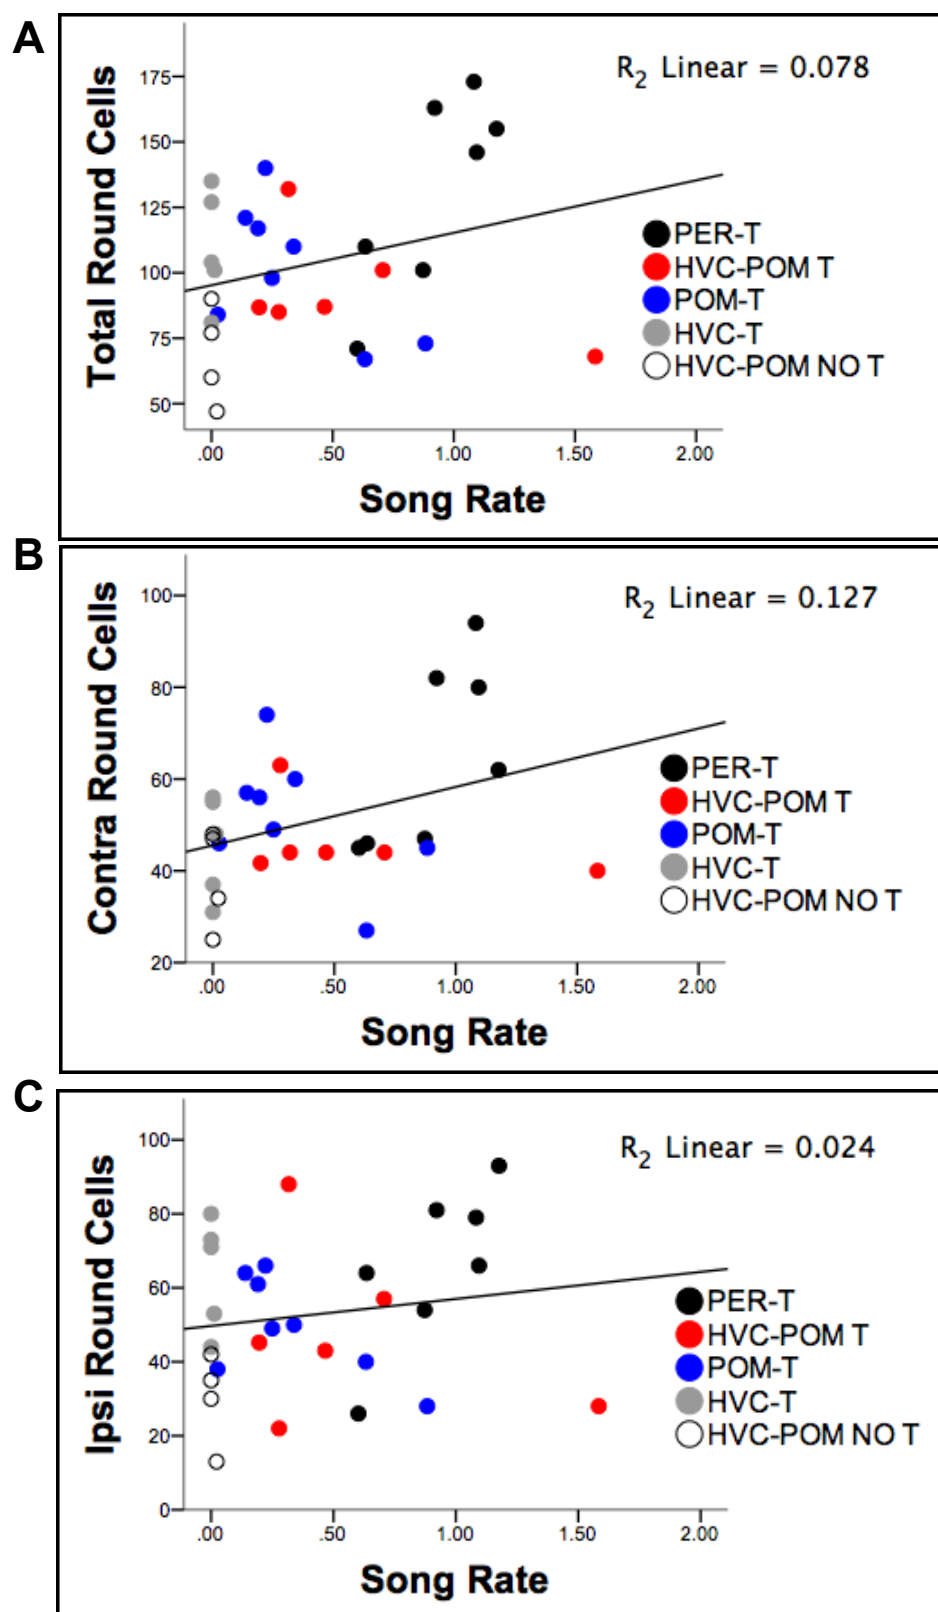 A
Total Round Cells
175
150
125
100
75
50
R2 Linear = 0.078
PER-T
HVC-POM T
POM-T
HVC-T
HVC-POM NO T
.00 .50 1.00 1.50 2.00
Song Rate
B
Contra Round Cells
100
80
60
40
20
R2 Linear = 0.127
PER-T
HVC-POM T
POM-T
HVC-T
HVC-POM NO T
.00 .50 1.00 1.50 2.00
Song Rate
C
Ipsi Round Cells
100
80
60
40
20
0
R2 Linear = 0.024
PER-T
HVC-POM T
POM-T
HVC-T
HVC-POM NO T
.00 .50 1.00 1.50 2.00
Song Rate